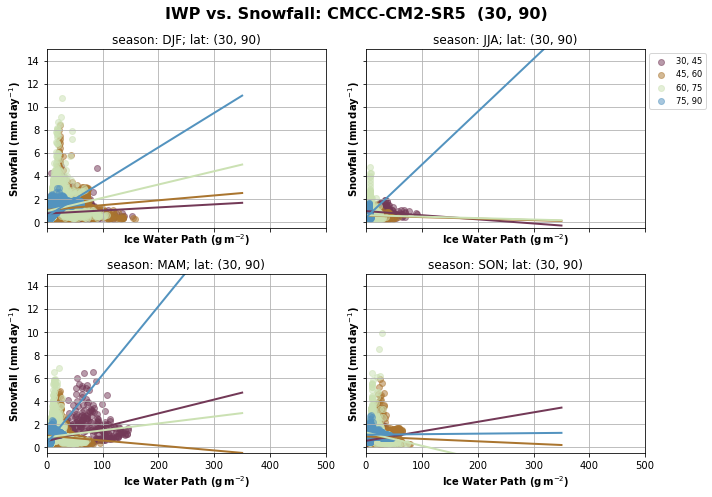 IWP vs. Snowfall: CMCC-CM2-SR5 (30, 90)
season: DJF; lat: (30, 90)
14
12
10
8
6
4
2
0
Snowfall (mm day⁻¹)
Ice Water Path (g m⁻²)
season: JJA; lat: (30, 90)
Snowfall (mm day⁻¹)
Ice Water Path (g m⁻²)
30, 45
45, 60
60, 75
75, 90
season: MAM; lat: (30, 90)
14
12
10
8
6
4
2
0
Snowfall (mm day⁻¹)
0 100 200 300 400 500
Ice Water Path (g m⁻²)
season: SON; lat: (30, 90)
Snowfall (mm day⁻¹)
0 100 200 300 400 500
Ice Water Path (g m⁻²)